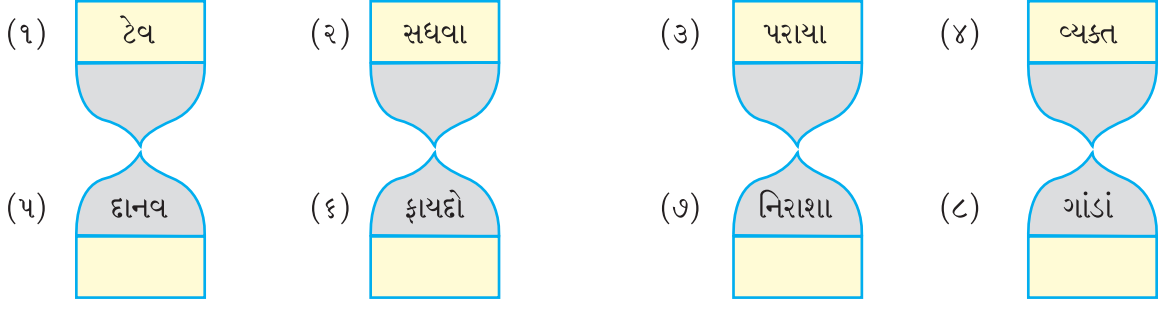 (૧) ટેવ (૨) સધવા (૩) પરાયા (૪) વ્યક્ત
(૫) દાનવ (૬) ફાયદો (૭) નિરાશા (૮) ગાંડાં